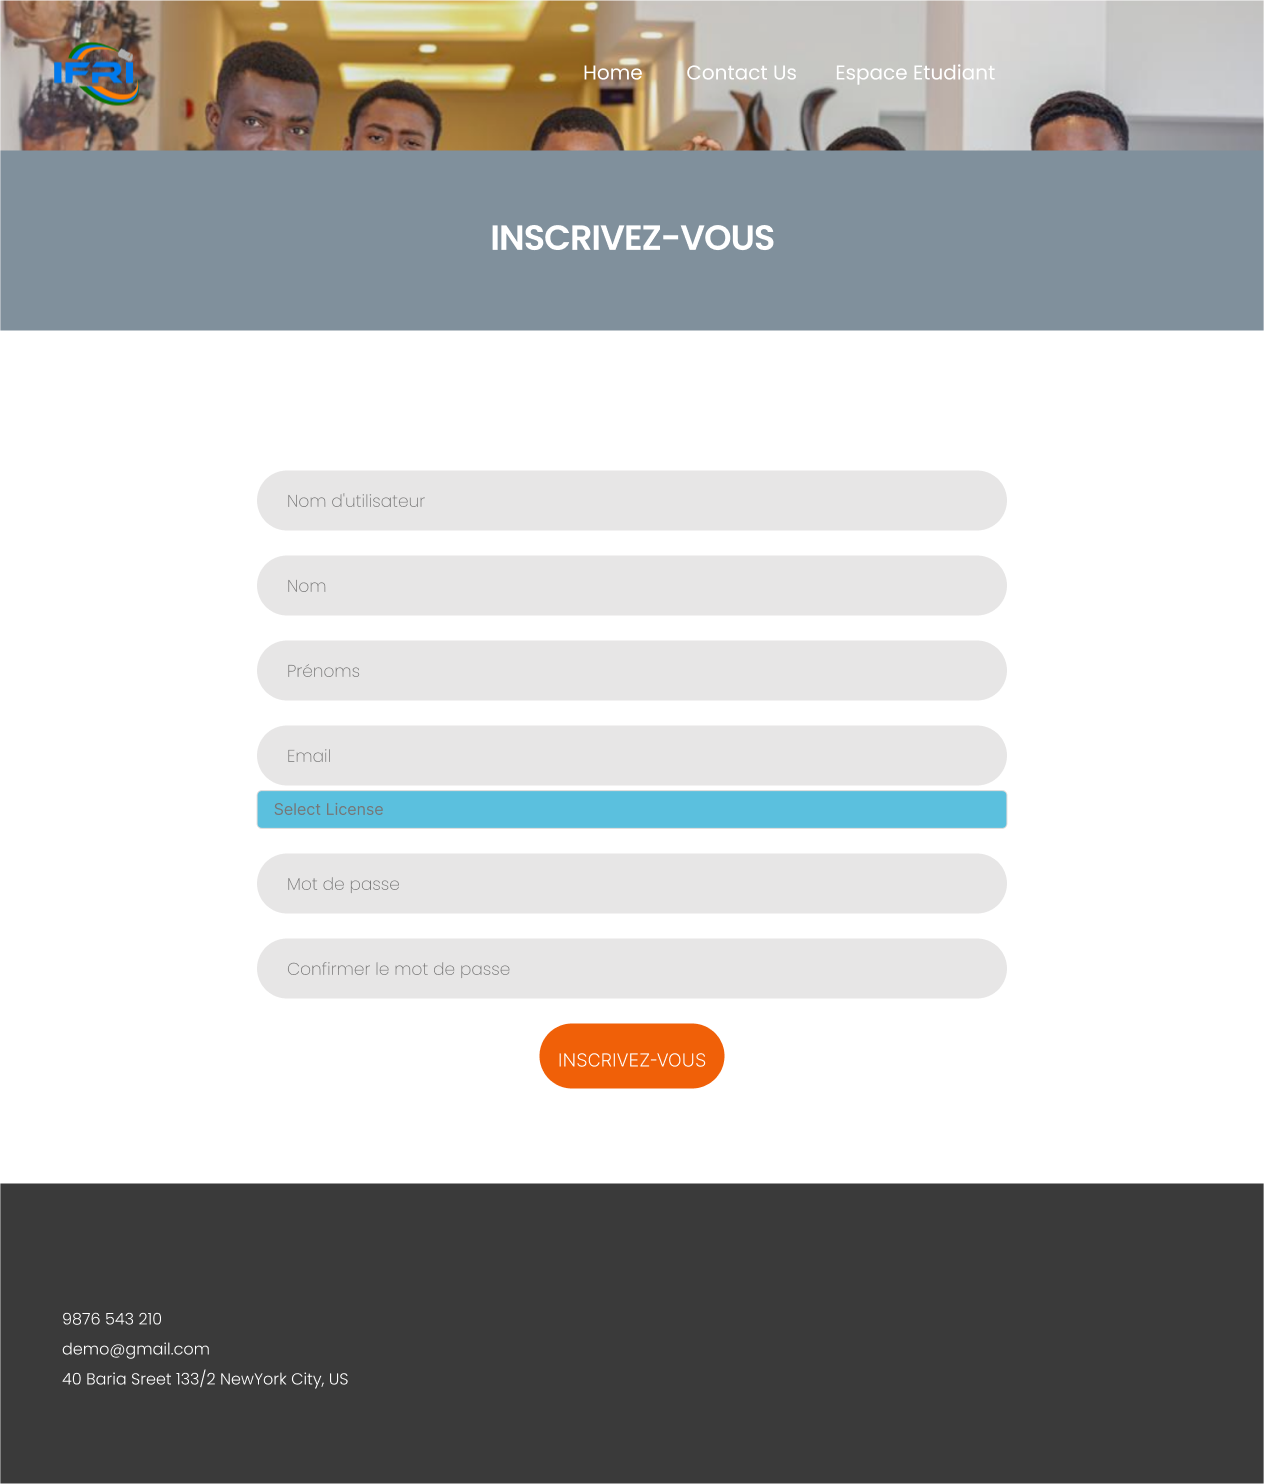 IFRI
Home Contact Us Espace Etudiant
INSCRIVEZ-VOUS
Nom d'utilisateur
Nom
Prénoms
Email
Select License
Mot de passe
Confirmer le mot de passe
INSCRIVEZ-VOUS
9876 543 210
demo@gmail.com
40 Baria Sreet 133/2 NewYork City, US